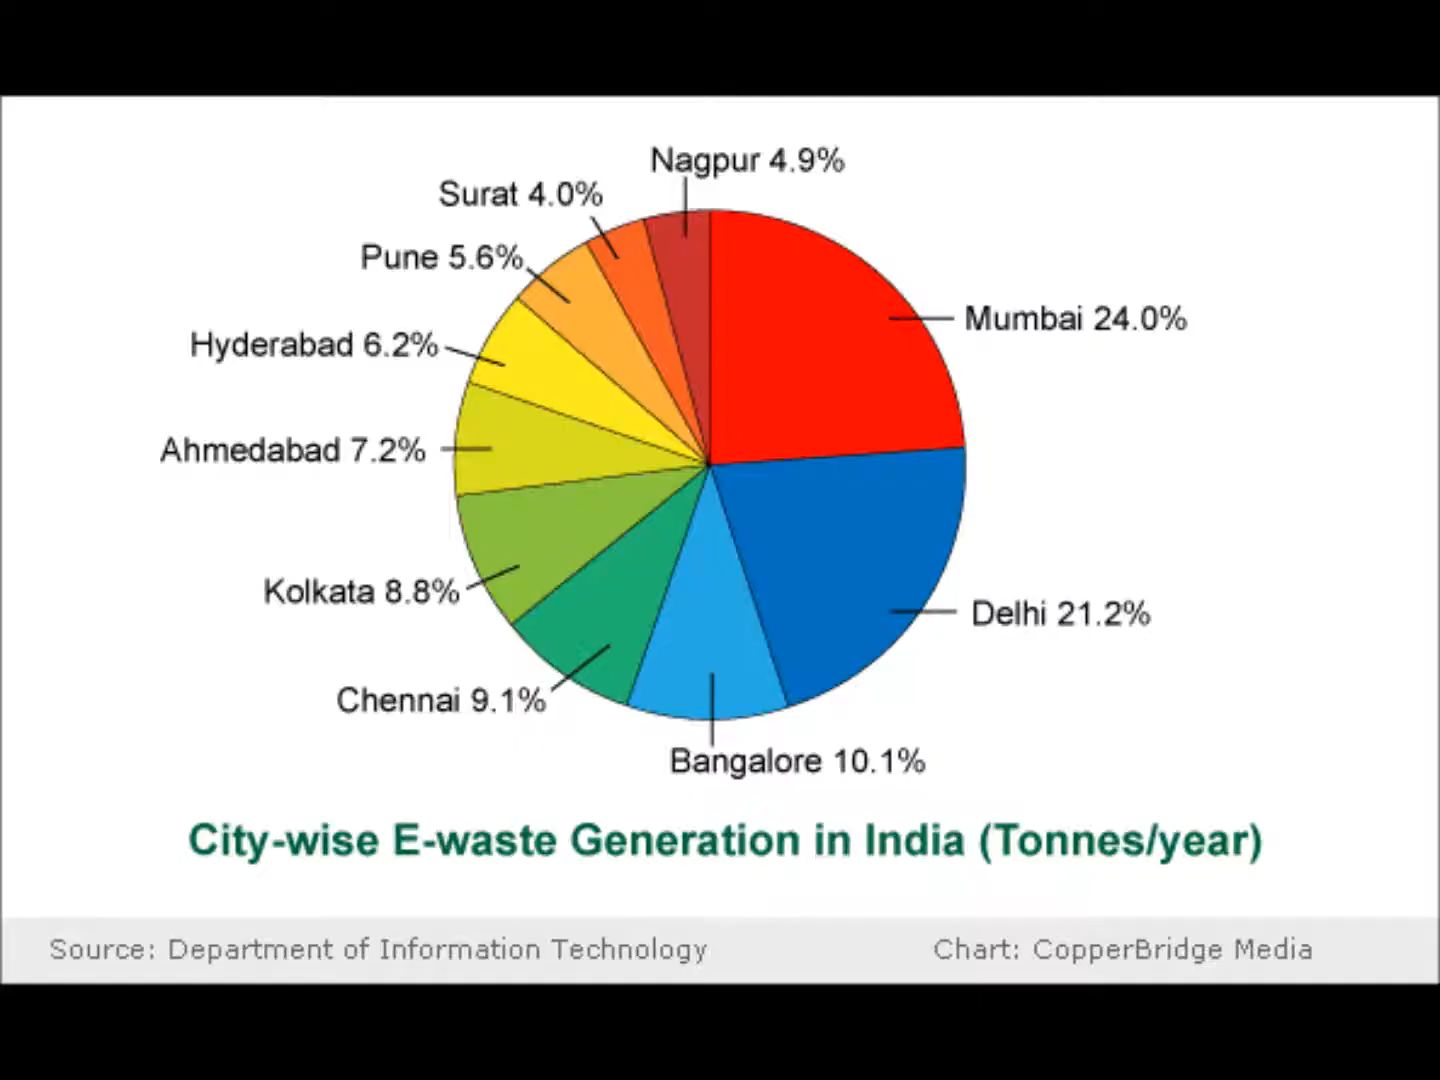 Nagpur 4.9%
Surat 4.0%
Pune 5.6%
Mumbai 24.0%
Hyderabad 6.2%
Ahmedabad 7.2%
Kolkata 8.8%
Delhi 21.2%
Chennai 9.1%
Bangalore 10.1%
City-wise E-waste Generation in India (Tonnes/year)
Source: Department of Information Technology
Chart: CopperBridge Media